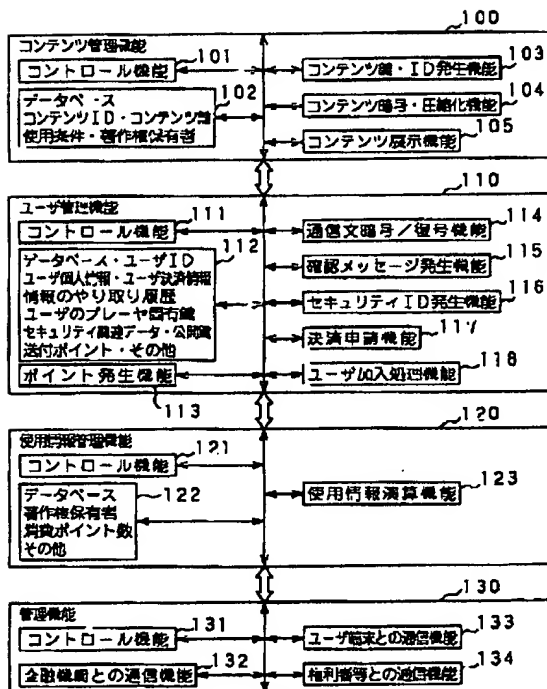 100
コンテンツ管理機能
101
コントロール機能
102
データベース
コンテンツID・コンテンツ鍵
使用条件・著作権保有者
103
コンテンツ鍵・ID発生機能
104
コンテンツ暗号・圧縮化機能
105
コンテンツ展示機能
110
ユーザ管理機能
111
コントロール機能
112
データベース・ユーザID
ユーザ個人情報・ユーザ決済情報
情報のやり取り履歴
ユーザのプレーヤ固有鍵
セキュリティ関連データ・公開鍵
送付ポイント・その他
ポイント発生機能
113
114
通信文暗号/復号機能
115
確認メッセージ発生機能
116
セキュリティID発生機能
117
決済申請機能
118
ユーザ加入処理機能
120
使用情報管理機能
121
コントロール機能
122
データベース
著作権保有者
消費ポイント数
その他
123
使用情報演算機能
130
管理機能
131
コントロール機能
132
金融機関との通信機能
133
ユーザ端末との通信機能
134
権利者等との通信機能